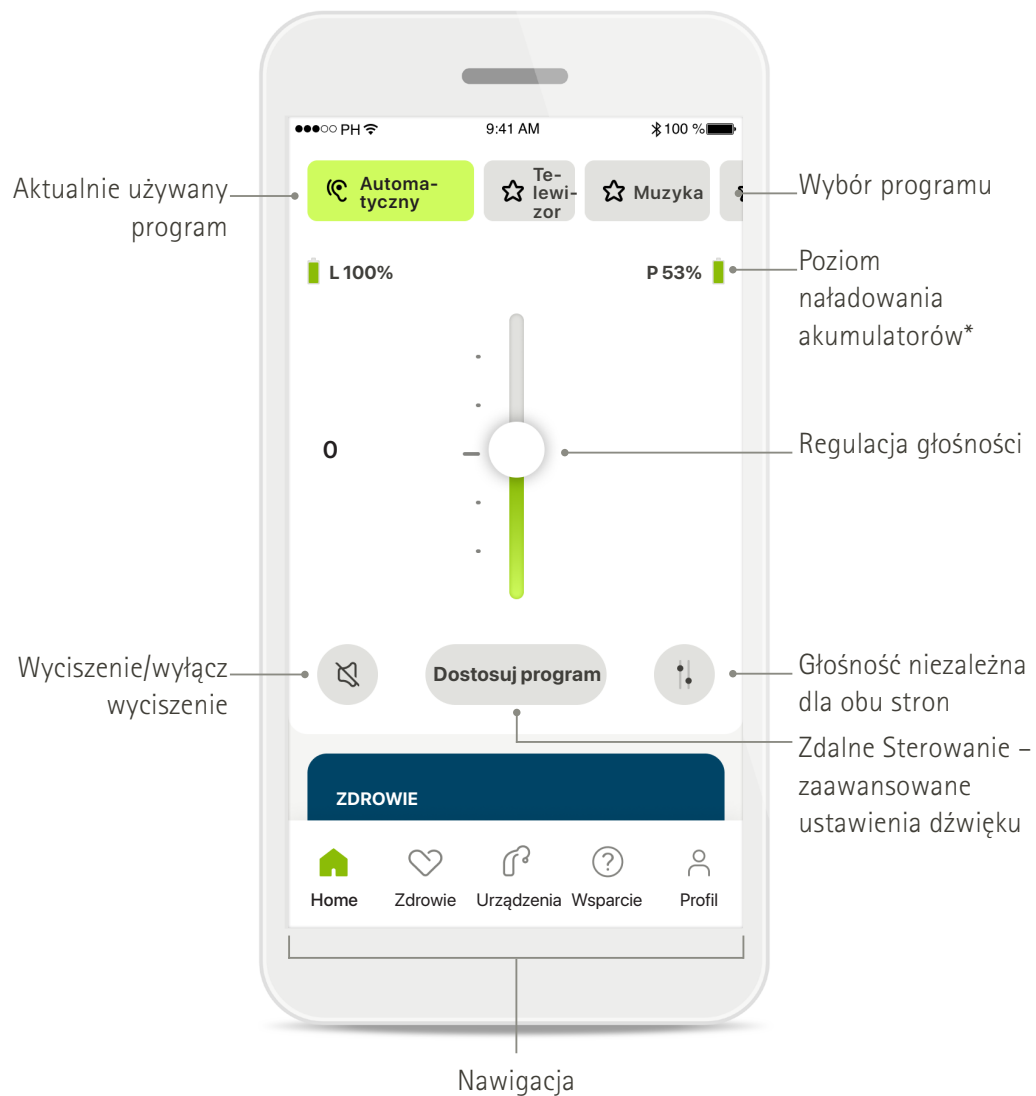 PH
9:41 AM
100 %
Aktualnie używany
program
Automa-
tyczny
Te-
lewi-
zor
Muzyka
Wybór programu
L 100%
P 53%
Poziom
naładowania
akumulatorów*
0
Regulacja głośności
Wyciszenie/wyłącz
wyciszenie
Dostosuj program
Głośność niezależna
dla obu stron
Zdalne Sterowanie –
zaawansowane
ustawienia dźwięku
ZDROWIE
Home
Zdrowie
Urządzenia
Wsparcie
Profil
Nawigacja